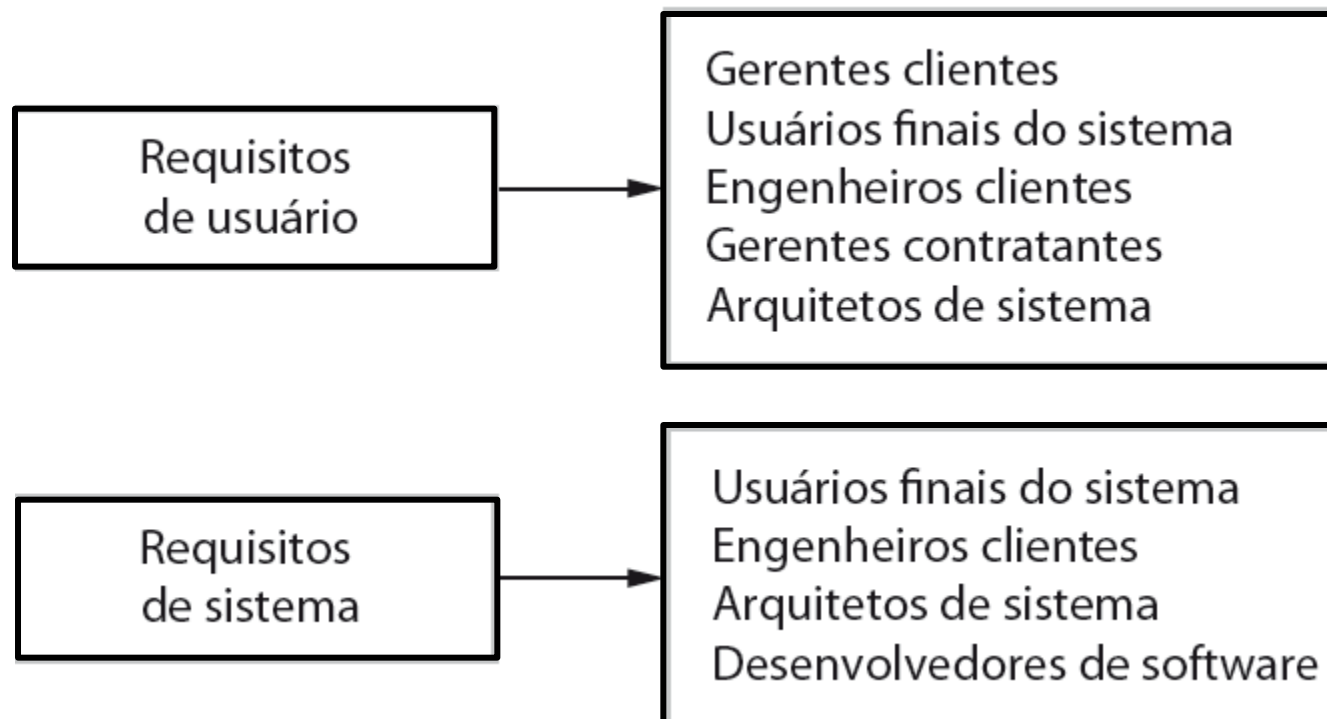 Requisitos
de usuário
Gerentes clientes
Usuários finais do sistema
Engenheiros clientes
Gerentes contratantes
Arquitetos de sistema
Requisitos
de sistema
Usuários finais do sistema
Engenheiros clientes
Arquitetos de sistema
Desenvolvedores de software